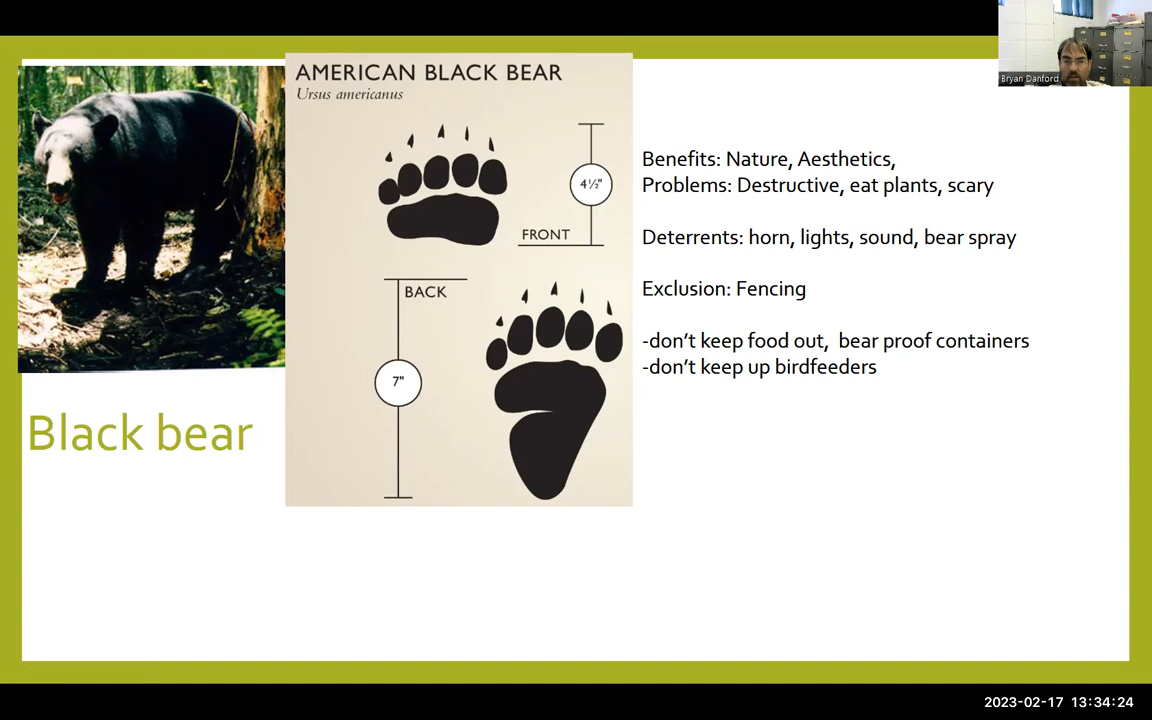 Bryan Danford
AMERICAN BLACK BEAR
Ursus americanus
4½"
FRONT
BACK
7"
Benefits: Nature, Aesthetics,
Problems: Destructive, eat plants, scary
Deterrents: horn, lights, sound, bear spray
Exclusion: Fencing
-don’t keep food out,  bear proof containers
-don’t keep up birdfeeders
Black bear
2023-02-17 13:34:24